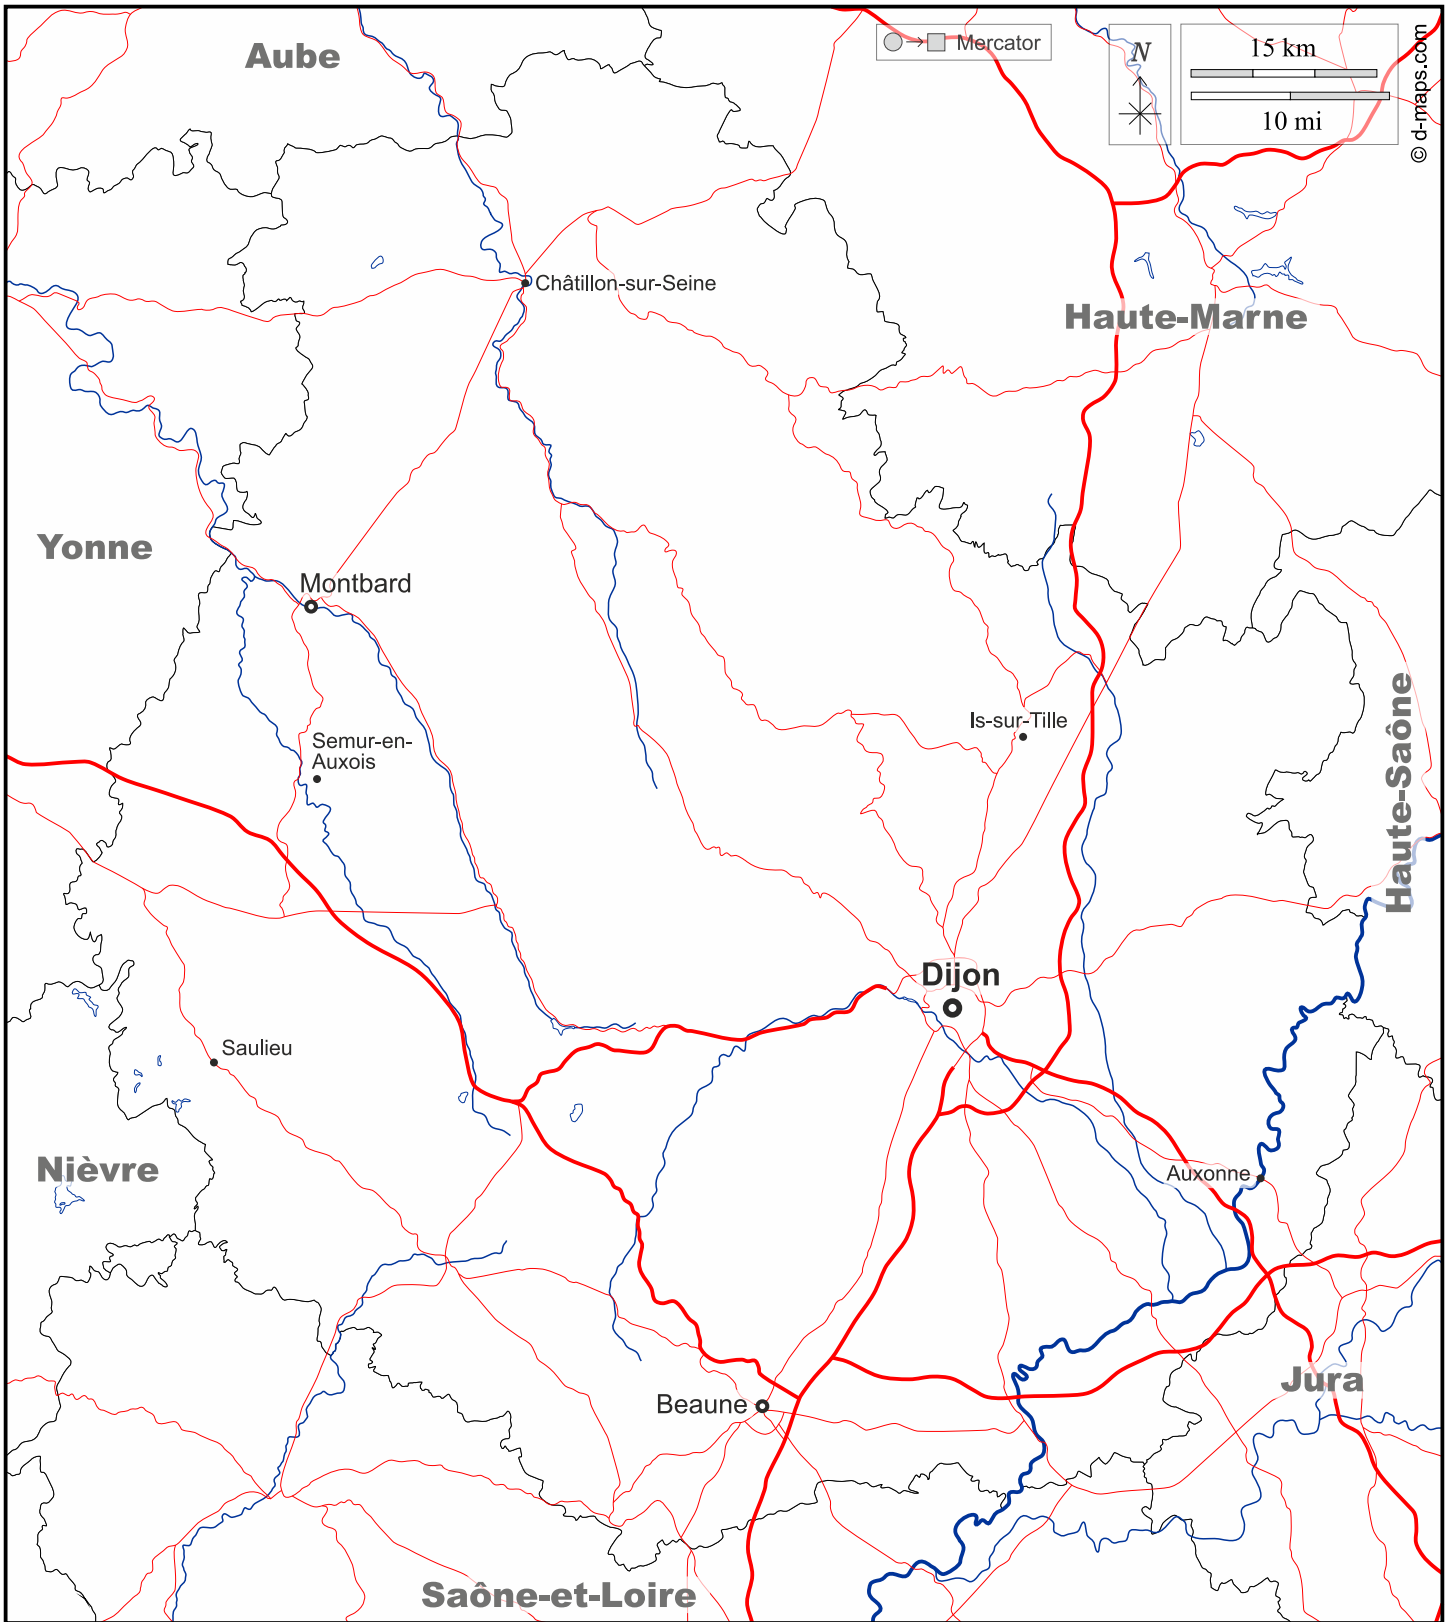 Aube
Mercator
N
15 km
10 mi
© d-maps.com
Châtillon-sur-Seine
Haute-Marne
Yonne
Montbard
Is-sur-Tille
Haute-Saône
Semur-en-
Auxois
Dijon
Saulieu
Nièvre
Auxonne
Jura
Beaune
Saône-et-Loire